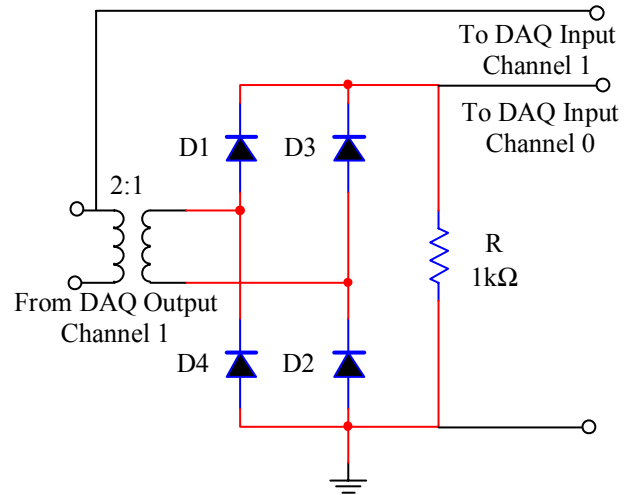 To DAQ Input
Channel 1
To DAQ Input
Channel 0
D1
D3
2:1
R
1kΩ
From DAQ Output
Channel 1
D4
D2